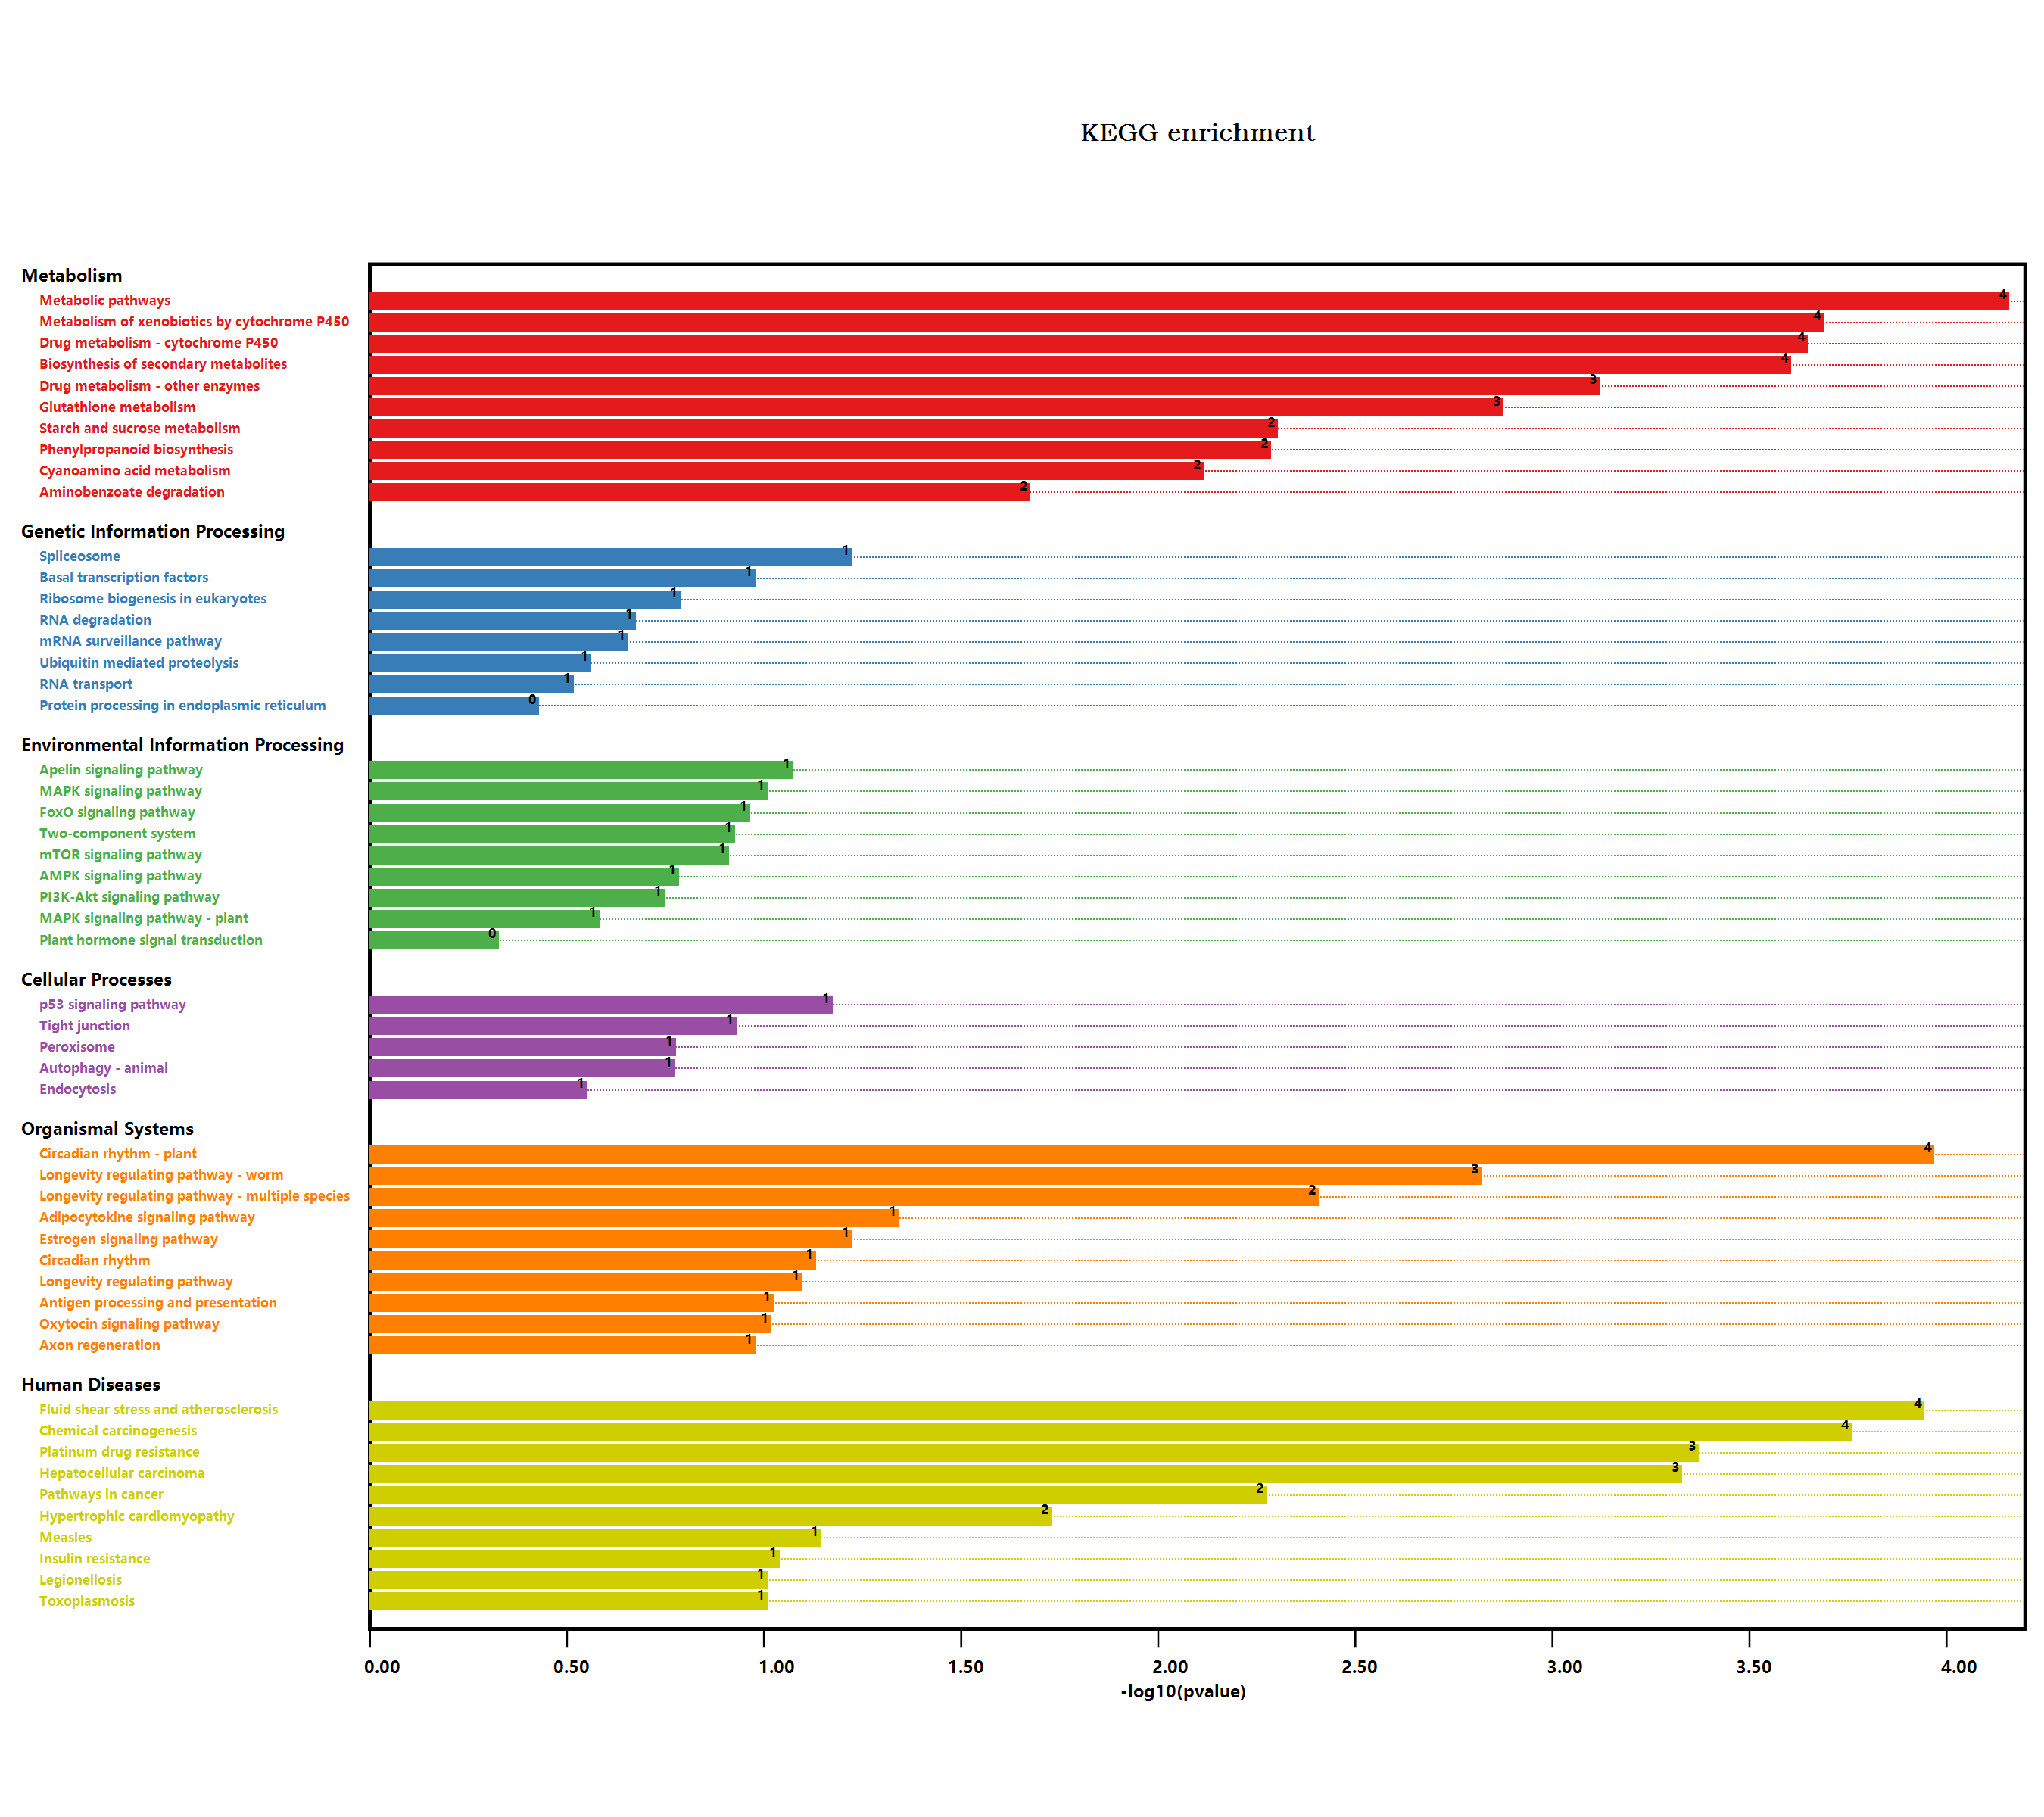 KEGG enrichment
Metabolism
Metabolic pathways 4
Metabolism of xenobiotics by cytochrome P450 4
Drug metabolism - cytochrome P450 4
Biosynthesis of secondary metabolites 4
Drug metabolism - other enzymes 3
Glutathione metabolism 3
Starch and sucrose metabolism 2
Phenylpropanoid biosynthesis 2
Cyanoamino acid metabolism 2
Aminobenzoate degradation 2
Genetic Information Processing
Spliceosome 1
Basal transcription factors 1
Ribosome biogenesis in eukaryotes 1
RNA degradation 1
mRNA surveillance pathway 1
Ubiquitin mediated proteolysis 1
RNA transport 1
Protein processing in endoplasmic reticulum 0
Environmental Information Processing
Apelin signaling pathway 1
MAPK signaling pathway 1
FoxO signaling pathway 1
Two-component system 1
mTOR signaling pathway 1
AMPK signaling pathway 1
PI3K-Akt signaling pathway 1
MAPK signaling pathway - plant 1
Plant hormone signal transduction 0
Cellular Processes
p53 signaling pathway 1
Tight junction 1
Peroxisome 1
Autophagy - animal 1
Endocytosis 1
Organismal Systems
Circadian rhythm - plant 4
Longevity regulating pathway - worm 3
Longevity regulating pathway - multiple species 2
Adipocytokine signaling pathway 1
Estrogen signaling pathway 1
Circadian rhythm 1
Longevity regulating pathway 1
Antigen processing and presentation 1
Oxytocin signaling pathway 1
Axon regeneration 1
Human Diseases
Fluid shear stress and atherosclerosis 4
Chemical carcinogenesis 4
Platinum drug resistance 3
Hepatocellular carcinoma 3
Pathways in cancer 2
Hypertrophic cardiomyopathy 2
Measles 1
Insulin resistance 1
Legionellosis 1
Toxoplasmosis 1
0.00 0.50 1.00 1.50 2.00 2.50 3.00 3.50 4.00
-log10(pvalue)